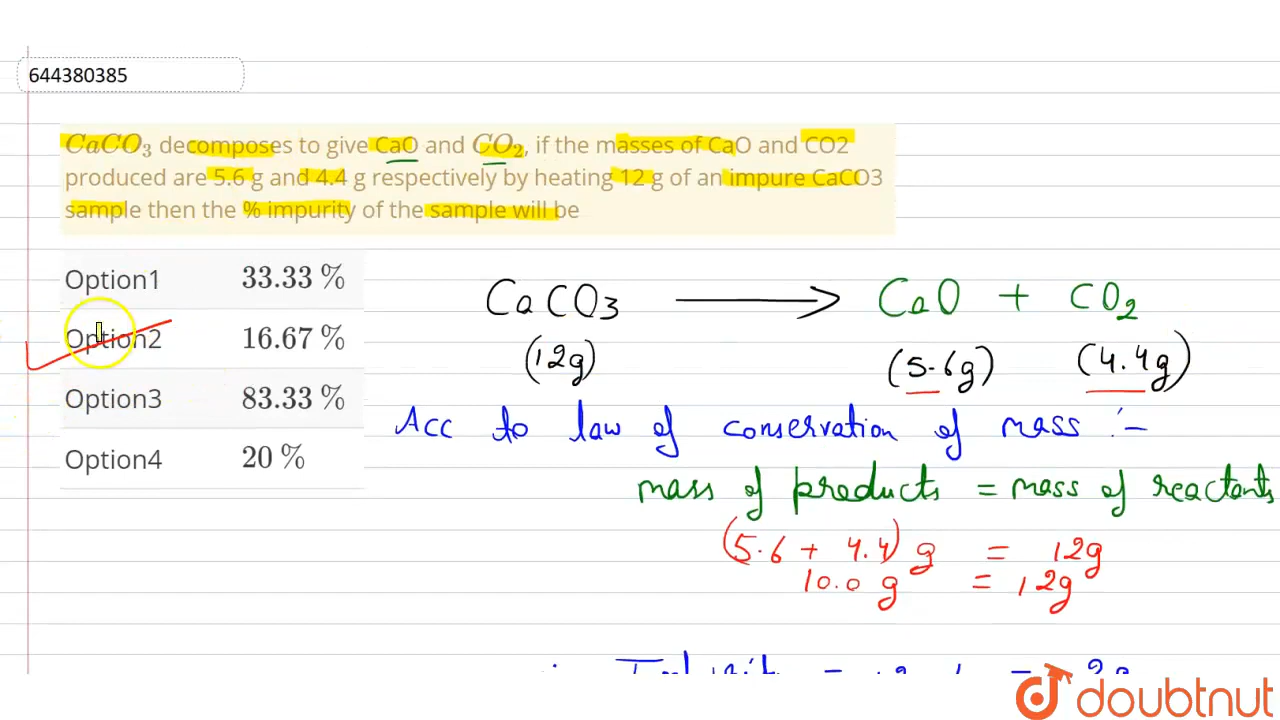 644380385
CaCO₃ decomposes to give CaO and CO₂, if the masses of CaO and CO2
produced are 5.6 g and 4.4 g respectively by heating 12 g of an impure CaCO3
sample then the % impurity of the sample will be
Option1 33.33 %
Option2 16.67 %
Option3 83.33 %
Option4 20 %
CaCO₃ ⟶ CaO + CO₂
(12g) (5.6g) (4.4g)
Acc to law of conservation of mass :-
mass of products = mass of reactants
(5.6 + 4.4) g = 12g
10.0 g = 12g
doubtnut